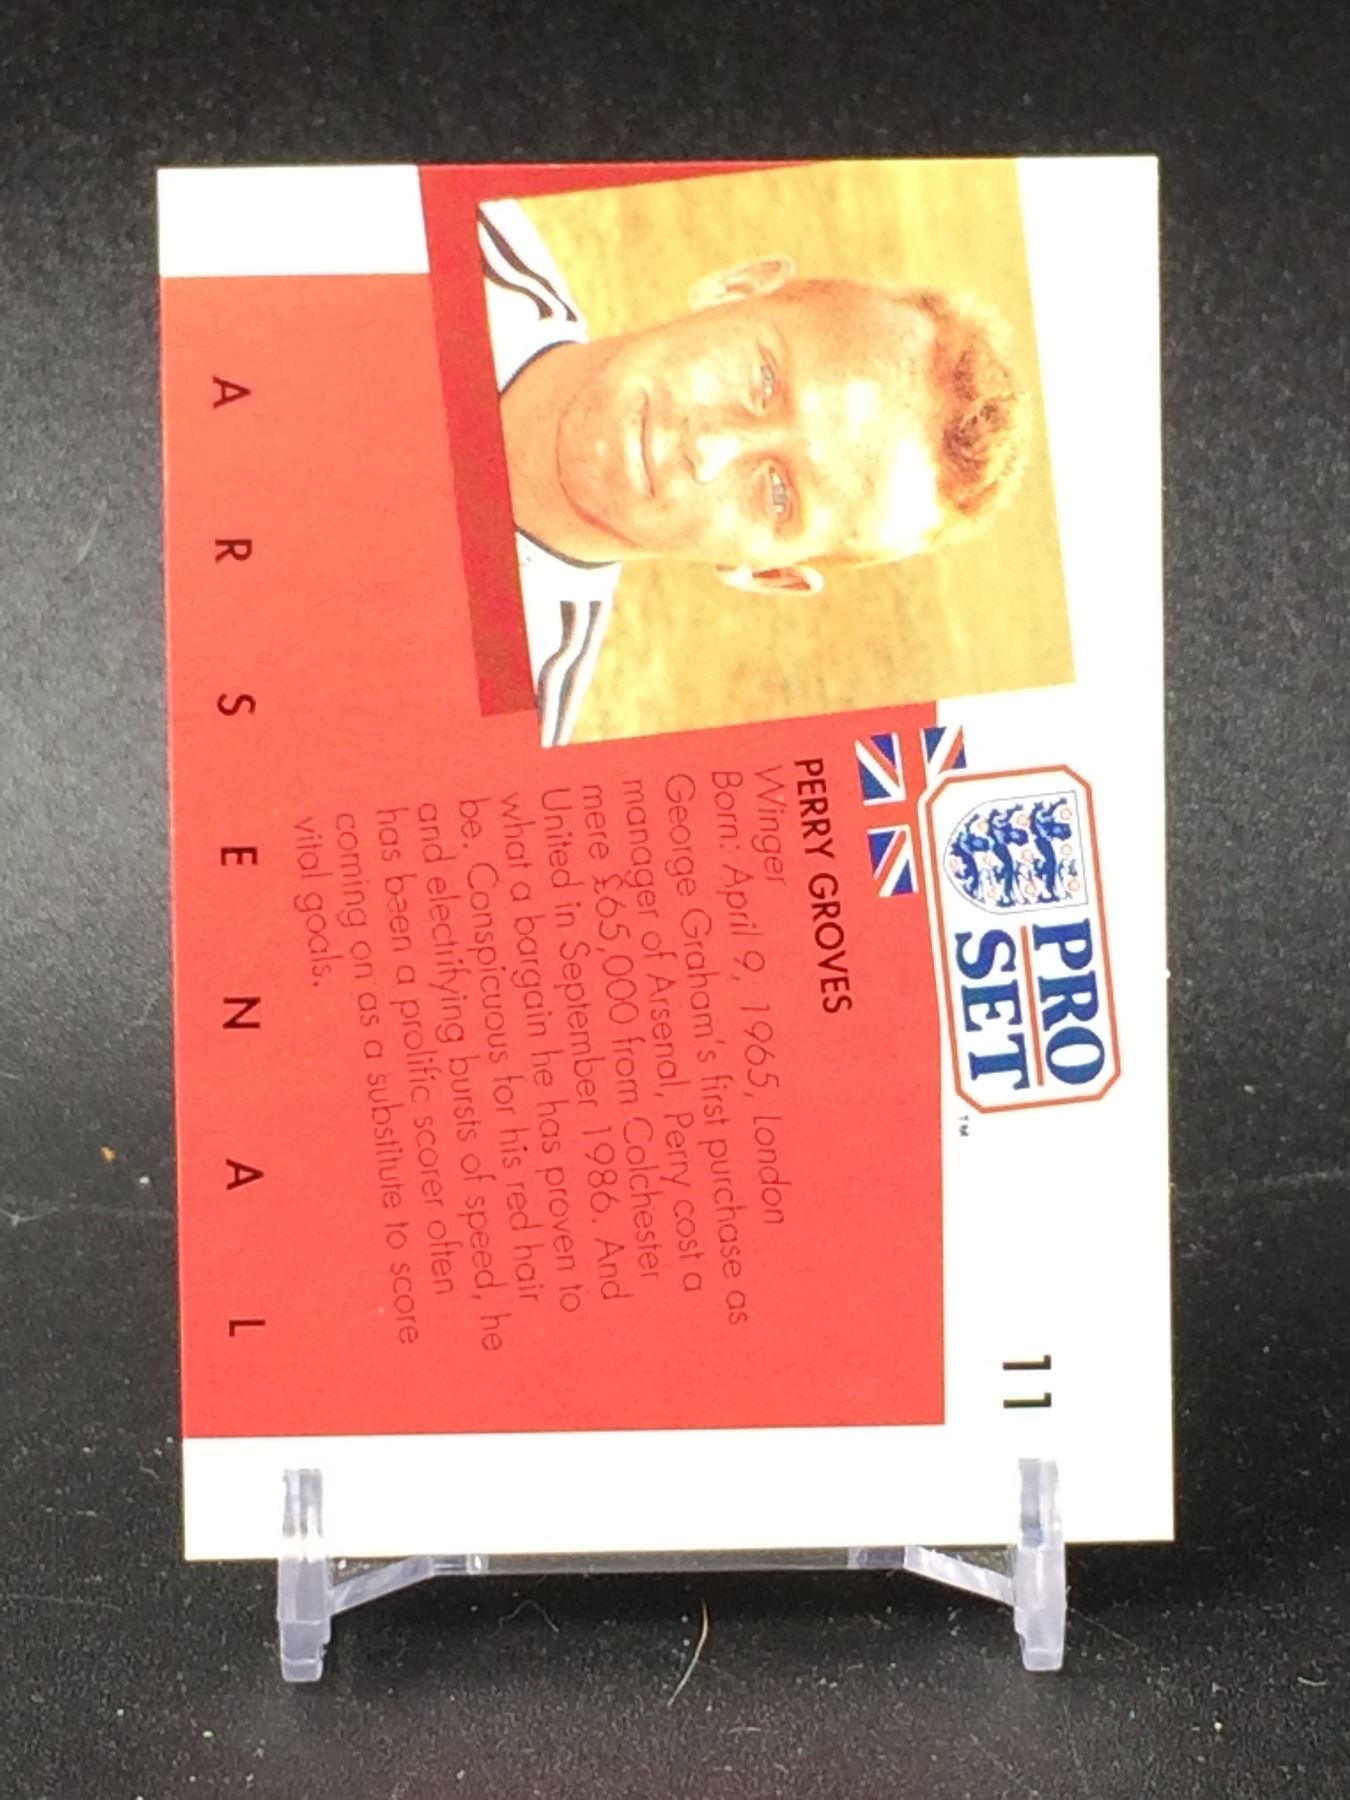 PRO
SET
™
11
PERRY GROVES
Winger
Born: April 9, 1965, London
George Graham's first purchase as
manager of Arsenal, Perry cost a
mere £65,000 from Colchester
United in September 1986. And
what a bargain he has proven to
be. Conspicuous for his red hair
and electrifying bursts of speed, he
has been a prolific scorer often
coming on as a substitute to score
vital goals.
ARSENAL